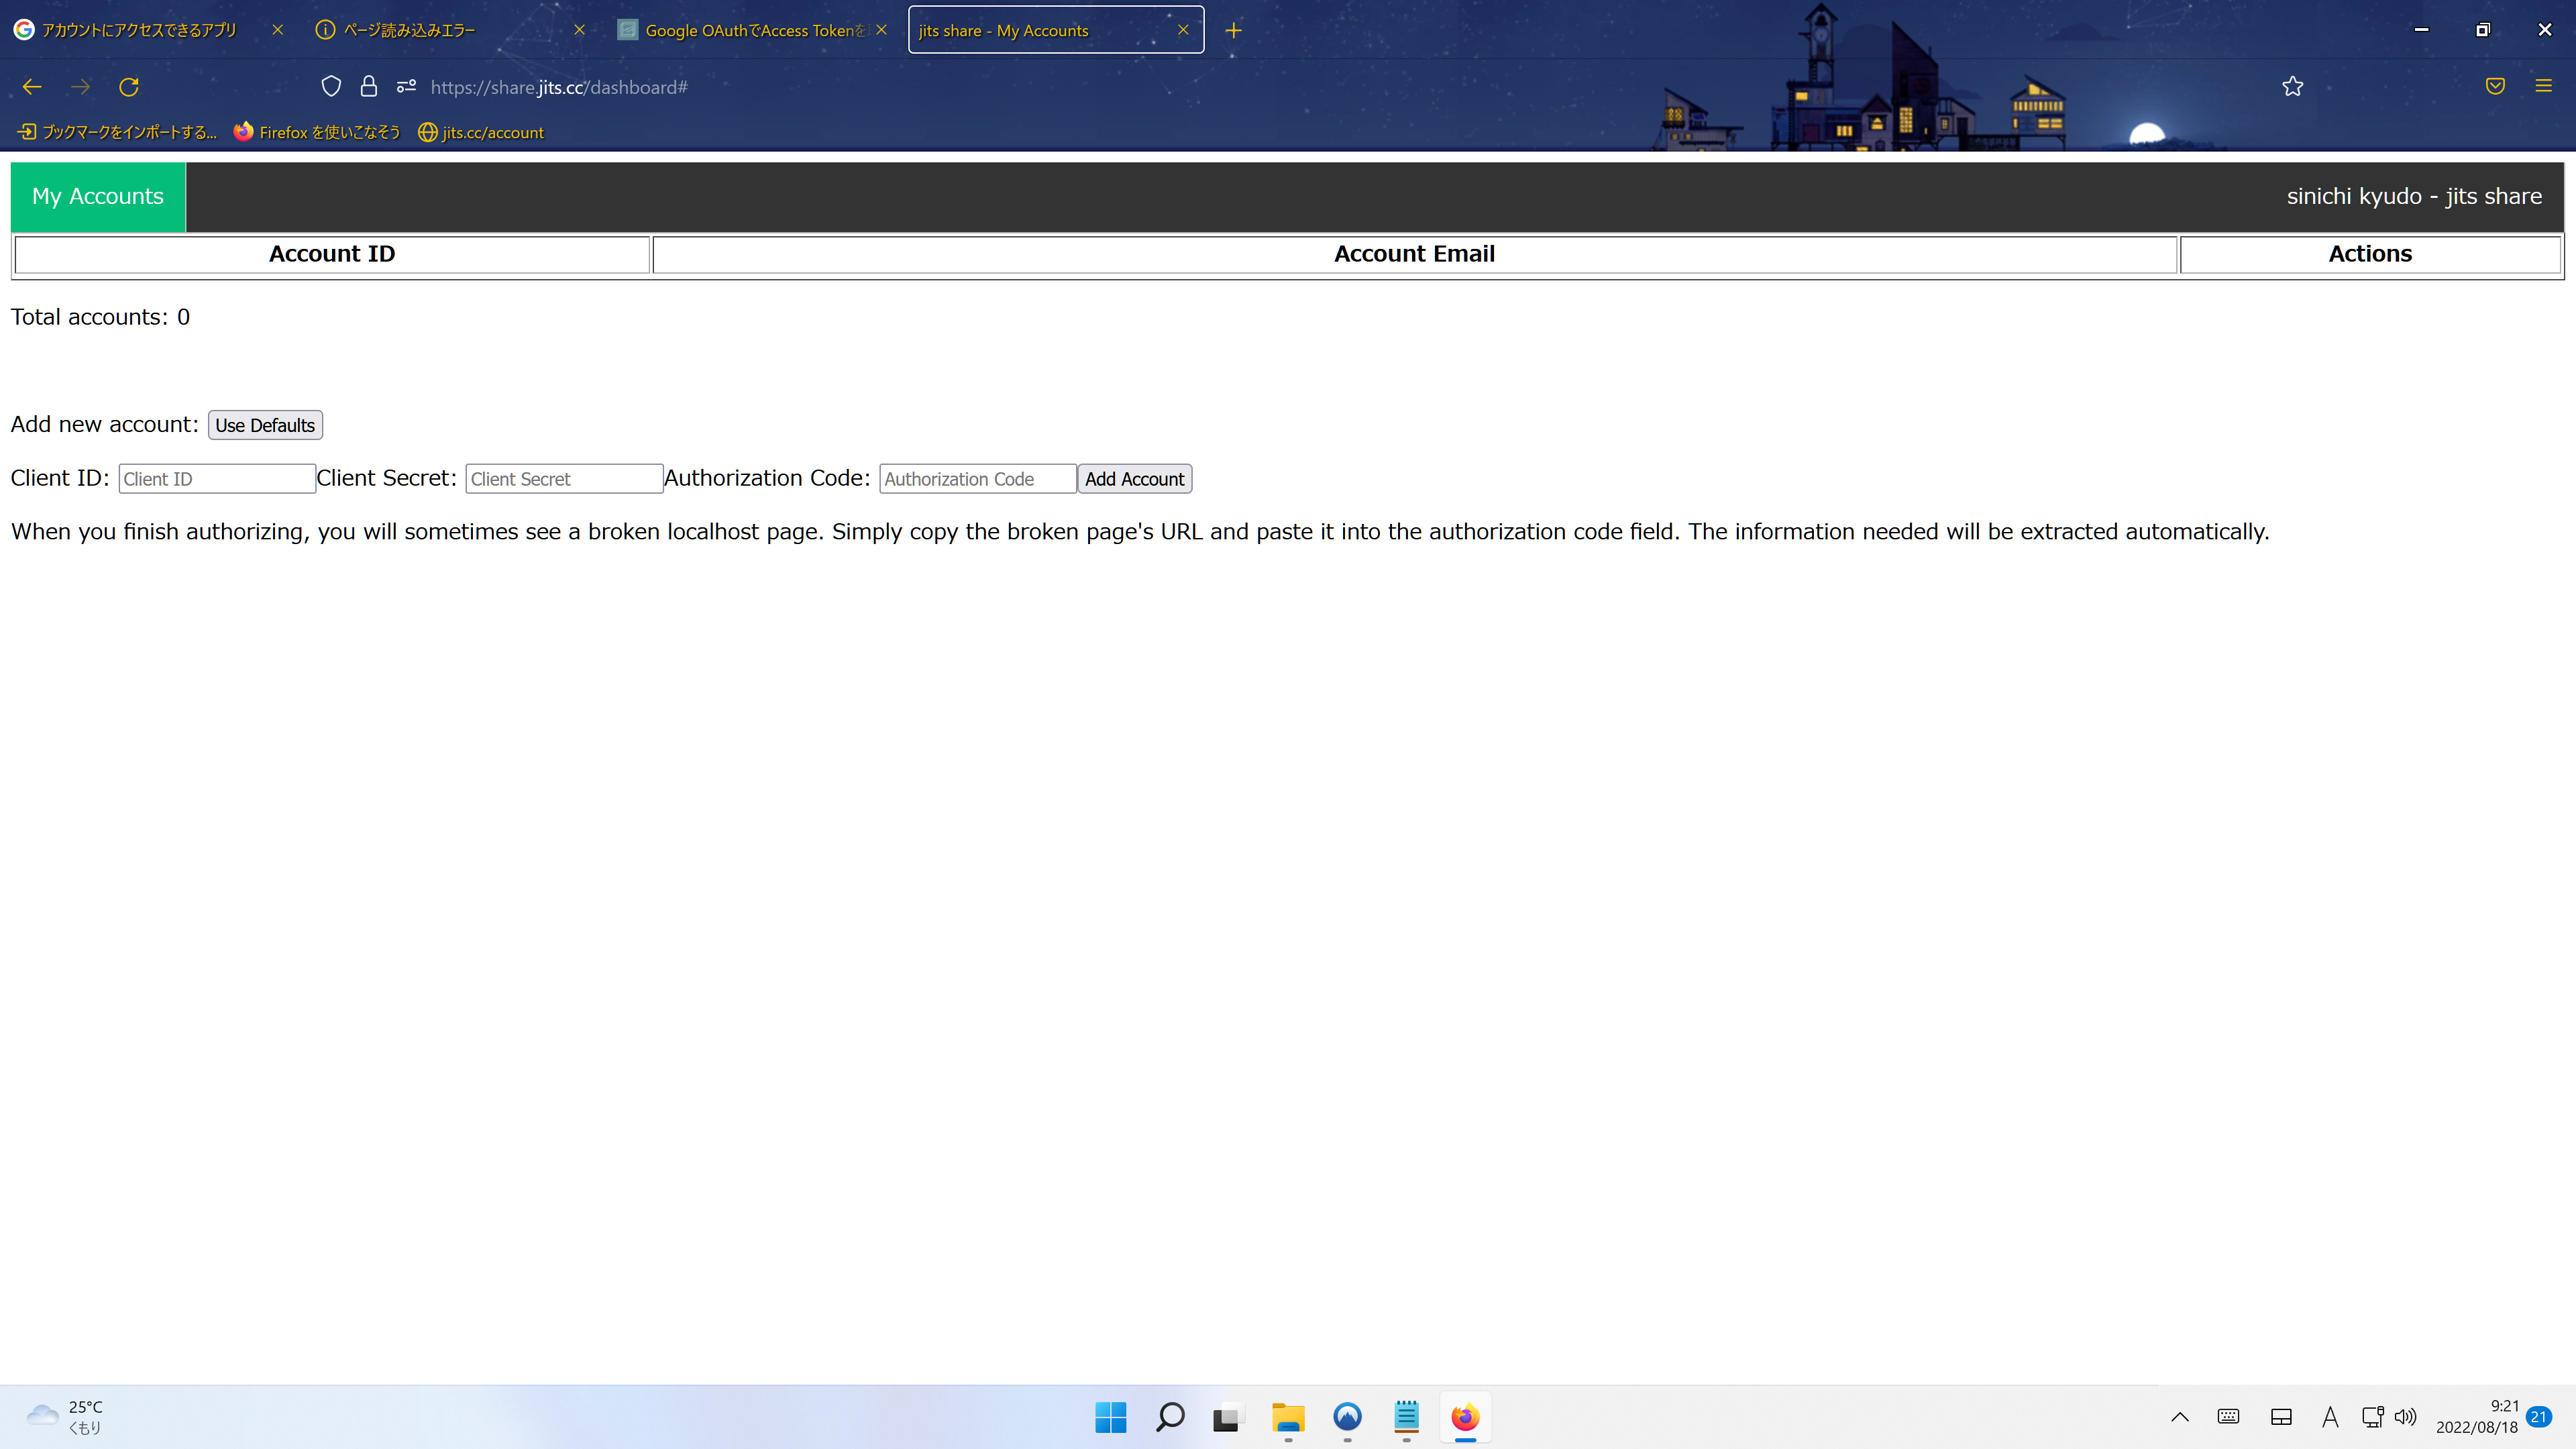 アカウントにアクセスできるアプリ
ページ読み込みエラー
Google OAuthでAccess Tokenを
jits share - My Accounts
https://share.jits.cc/dashboard#
ブックマークをインポートする...
Firefox を使いこなそう
jits.cc/account
My Accounts
sinichi kyudo - jits share
Account ID
Account Email
Actions
Total accounts: 0
Add new account: Use Defaults
Client ID: Client ID Client Secret: Client Secret Authorization Code: Authorization Code Add Account
When you finish authorizing, you will sometimes see a broken localhost page. Simply copy the broken page's URL and paste it into the authorization code field. The information needed will be extracted automatically.
25°C
くもり
A
9:21
2022/08/18
21